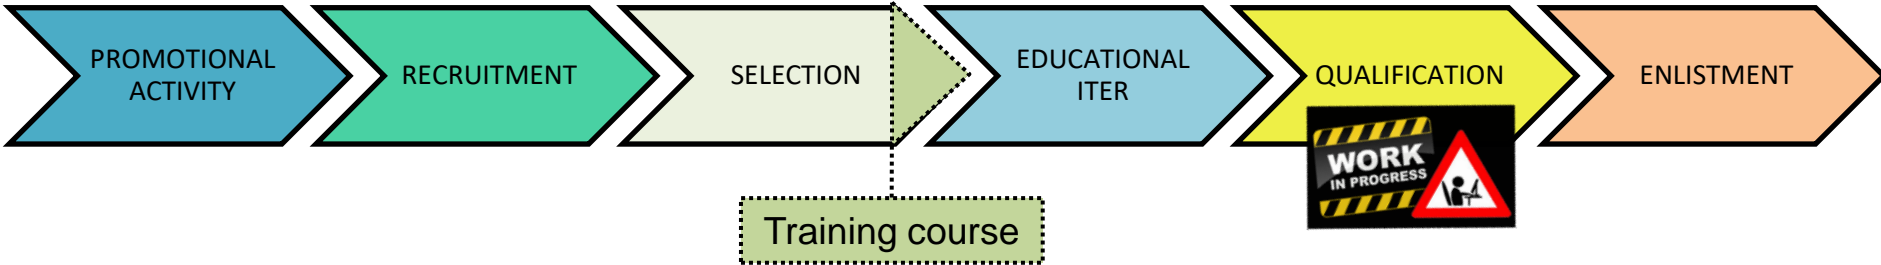 PROMOTIONAL
ACTIVITY
RECRUITMENT
SELECTION
EDUCATIONAL
ITER
QUALIFICATION
ENLISTMENT
WORK
IN PROGRESS
Training course